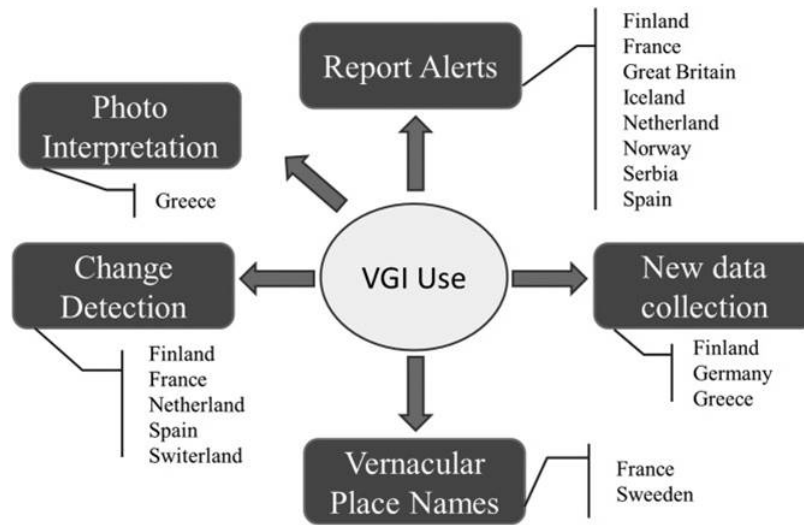 Report Alerts
Finland
France
Great Britain
Iceland
Netherland
Norway
Serbia
Spain
Photo
Interpretation
Greece
VGI Use
Change
Detection
Finland
France
Netherland
Spain
Switerland
New data
collection
Finland
Germany
Greece
Vernacular
Place Names
France
Sweeden